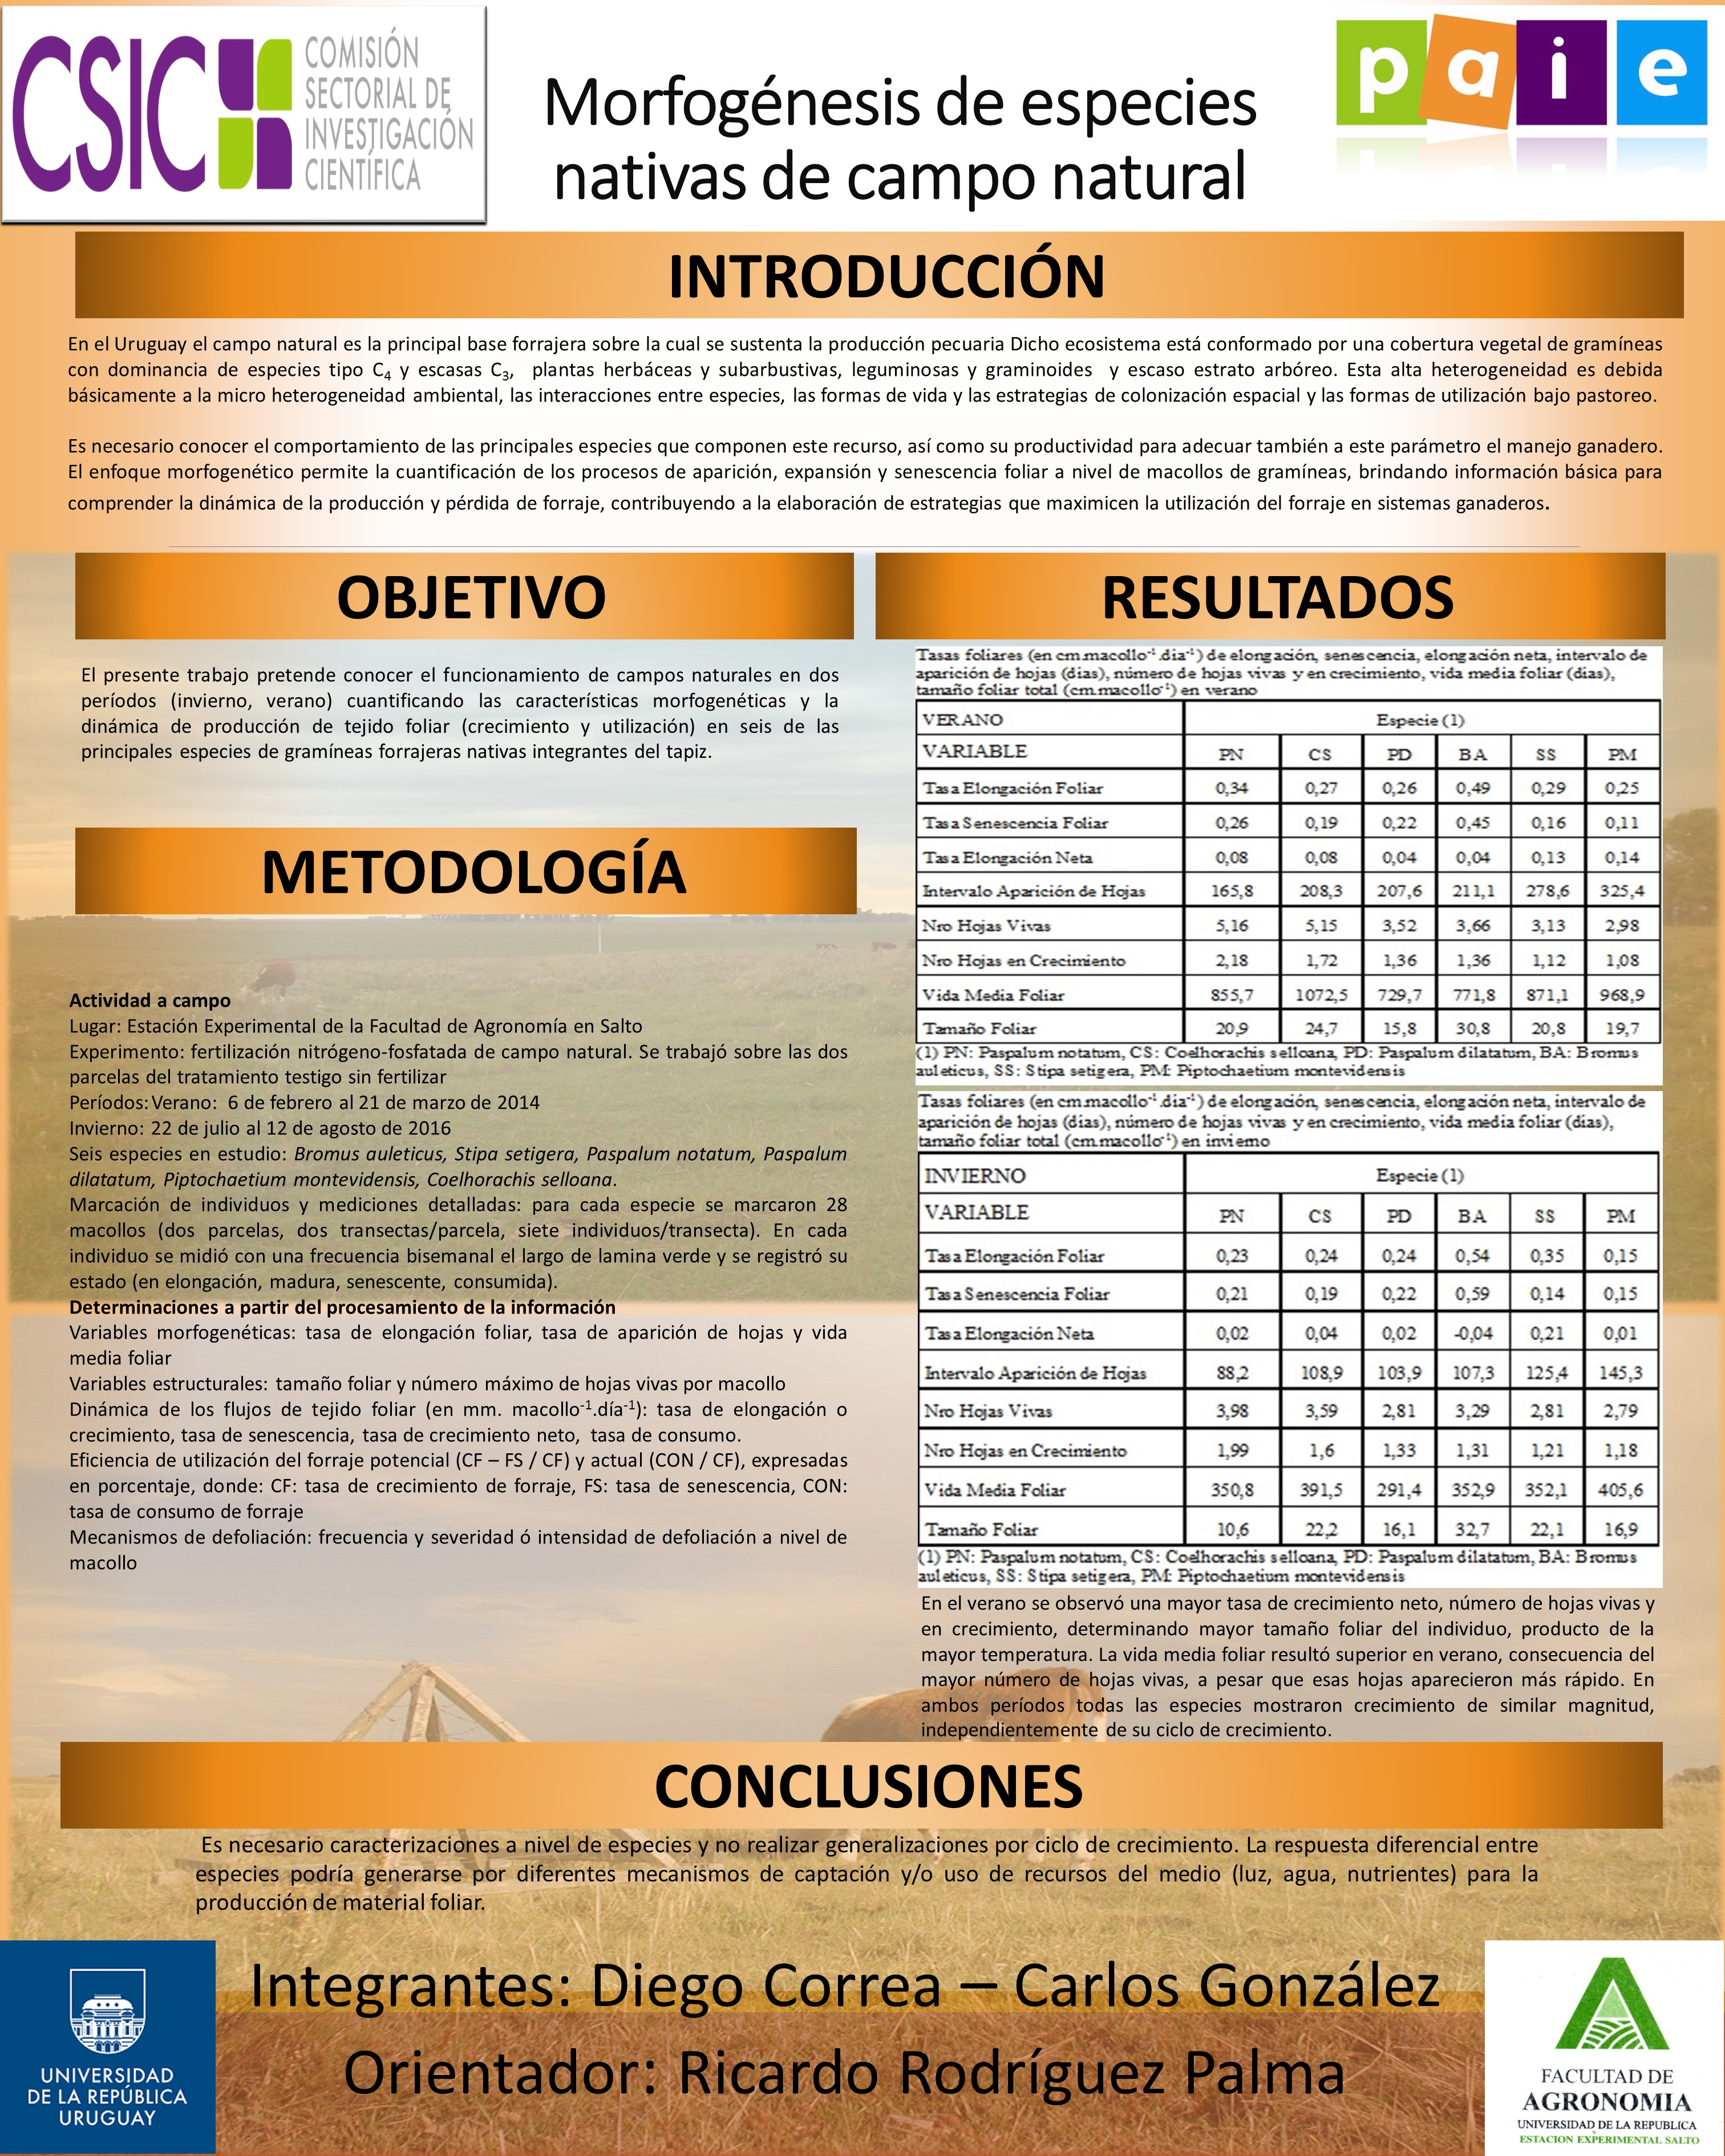 CSIC
COMISIÓN
SECTORIAL DE
INVESTIGACIÓN
CIENTÍFICA
Morfogénesis de especies
nativas de campo natural
p a i e
INTRODUCCIÓN
En el Uruguay el campo natural es la principal base forrajera sobre la cual se sustenta la producción pecuaria Dicho ecosistema está conformado por una cobertura vegetal de gramíneas
con dominancia de especies tipo C4 y escasas C3, plantas herbáceas y subarbustivas, leguminosas y graminoides y escaso estrato arbóreo. Esta alta heterogeneidad es debida
básicamente a la micro heterogeneidad ambiental, las interacciones entre especies, las formas de vida y las estrategias de colonización espacial y las formas de utilización bajo pastoreo.
Es necesario conocer el comportamiento de las principales especies que componen este recurso, así como su productividad para adecuar también a este parámetro el manejo ganadero.
El enfoque morfogenético permite la cuantificación de los procesos de aparición, expansión y senescencia foliar a nivel de macollos de gramíneas, brindando información básica para
comprender la dinámica de la producción y pérdida de forraje, contribuyendo a la elaboración de estrategias que maximicen la utilización del forraje en sistemas ganaderos.
OBJETIVO
El presente trabajo pretende conocer el funcionamiento de campos naturales en dos
períodos (invierno, verano) cuantificando las características morfogenéticas y la
dinámica de producción de tejido foliar (crecimiento y utilización) en seis de las
principales especies de gramíneas forrajeras nativas integrantes del tapiz.
METODOLOGÍA
Actividad a campo
Lugar: Estación Experimental de la Facultad de Agronomía en Salto
Experimento: fertilización nitrógeno-fosfatada de campo natural. Se trabajó sobre las dos
parcelas del tratamiento testigo sin fertilizar
Períodos: Verano: 6 de febrero al 21 de marzo de 2014
Invierno: 22 de julio al 12 de agosto de 2016
Seis especies en estudio: Bromus auleticus, Stipa setigera, Paspalum notatum, Paspalum
dilatatum, Piptochaetium montevidensis, Coelhorachis selloana.
Marcación de individuos y mediciones detalladas: para cada especie se marcaron 28
macollos (dos parcelas, dos transectas/parcela, siete individuos/transecta). En cada
individuo se midió con una frecuencia bisemanal el largo de lamina verde y se registró su
estado (en elongación, madura, senescente, consumida).
Determinaciones a partir del procesamiento de la información
Variables morfogenéticas: tasa de elongación foliar, tasa de aparición de hojas y vida
media foliar
Variables estructurales: tamaño foliar y número máximo de hojas vivas por macollo
Dinámica de los flujos de tejido foliar (en mm. macollo-1.día-1): tasa de elongación o
crecimiento, tasa de senescencia, tasa de crecimiento neto, tasa de consumo.
Eficiencia de utilización del forraje potencial (CF – FS / CF) y actual (CON / CF), expresadas
en porcentaje, donde: CF: tasa de crecimiento de forraje, FS: tasa de senescencia, CON:
tasa de consumo de forraje
Mecanismos de defoliación: frecuencia y severidad ó intensidad de defoliación a nivel de
macollo
RESULTADOS
Tasas foliares (en cm.macollo-1.dia-1) de elongación, senescencia, elongación neta, intervalo de
aparición de hojas (días), número de hojas vivas y en crecimiento, vida media foliar (días),
tamaño foliar total (cm.macollo-1) en verano
VERANO Especie (1)
VARIABLE PN CS PD BA SS PM
Tasa Elongación Foliar 0,34 0,27 0,26 0,49 0,29 0,25
Tasa Senescencia Foliar 0,26 0,19 0,22 0,45 0,16 0,11
Tasa Elongación Neta 0,08 0,08 0,04 0,04 0,13 0,14
Intervalo Aparición de Hojas 165,8 208,3 207,6 211,1 278,6 325,4
Nro Hojas Vivas 5,16 5,15 3,52 3,66 3,13 2,98
Nro Hojas en Crecimiento 2,18 1,72 1,36 1,36 1,12 1,08
Vida Media Foliar 855,7 1072,5 729,7 771,8 871,1 968,9
Tamaño Foliar 20,9 24,7 15,8 30,8 20,8 19,7
(1) PN: Paspalum notatum, CS: Coelhorachis selloana, PD: Paspalum dilatatum, BA: Bromus
auleticus, SS: Stipa setigera, PM: Piptochaetium montevidensis
Tasas foliares (en cm.macollo-1.dia-1) de elongación, senescencia, elongación neta, intervalo de
aparición de hojas (días), número de hojas vivas y en crecimiento, vida media foliar (días),
tamaño foliar total (cm.macollo-1) en invierno
INVIERNO Especie (1)
VARIABLE PN CS PD BA SS PM
Tasa Elongación Foliar 0,23 0,24 0,24 0,54 0,35 0,15
Tasa Senescencia Foliar 0,21 0,19 0,22 0,59 0,14 0,15
Tasa Elongación Neta 0,02 0,04 0,02 -0,04 0,21 0,01
Intervalo Aparición de Hojas 88,2 108,9 103,9 107,3 125,4 145,3
Nro Hojas Vivas 3,98 3,59 2,81 3,29 2,81 2,79
Nro Hojas en Crecimiento 1,99 1,6 1,33 1,31 1,21 1,18
Vida Media Foliar 350,8 391,5 291,4 352,9 352,1 405,6
Tamaño Foliar 10,6 22,2 16,1 32,7 22,1 16,9
(1) PN: Paspalum notatum, CS: Coelhorachis selloana, PD: Paspalum dilatatum, BA: Bromus
auleticus, SS: Stipa setigera, PM: Piptochaetium montevidensis
En el verano se observó una mayor tasa de crecimiento neto, número de hojas vivas y
en crecimiento, determinando mayor tamaño foliar del individuo, producto de la
mayor temperatura. La vida media foliar resultó superior en verano, consecuencia del
mayor número de hojas vivas, a pesar que esas hojas aparecieron más rápido. En
ambos períodos todas las especies mostraron crecimiento de similar magnitud,
independientemente de su ciclo de crecimiento.
CONCLUSIONES
Es necesario caracterizaciones a nivel de especies y no realizar generalizaciones por ciclo de crecimiento. La respuesta diferencial entre
especies podría generarse por diferentes mecanismos de captación y/o uso de recursos del medio (luz, agua, nutrientes) para la
producción de material foliar.
Integrantes: Diego Correa – Carlos González
Orientador: Ricardo Rodríguez Palma
UNIVERSIDAD
DE LA REPÚBLICA
URUGUAY
FACULTAD DE
AGRONOMIA
UNIVERSIDAD DE LA REPUBLICA
ESTACION EXPERIMENTAL SALTO